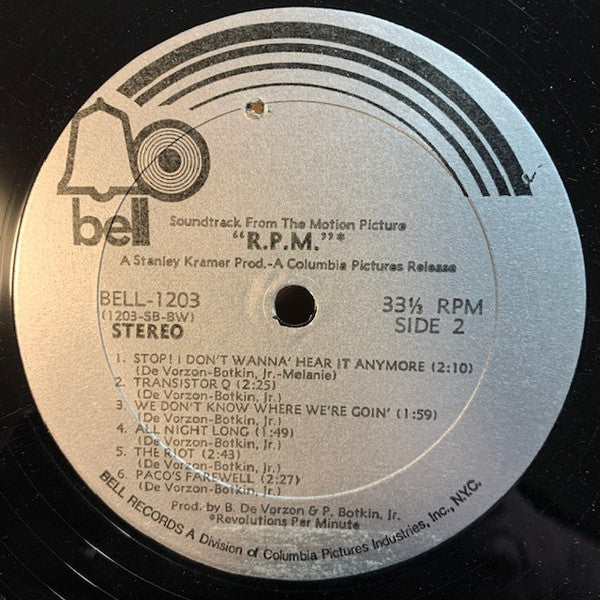 bell
Soundtrack From The Motion Picture
"R.P.M."*
A Stanley Kramer Prod.-A Columbia Pictures Release
BELL-1203
(1203-SB-BW)
STEREO
33⅓ RPM
SIDE 2
1. STOP! I DON'T WANNA' HEAR IT ANYMORE (2:10)
(De Vorzon-Botkin, Jr.-Melanie)
2. TRANSISTOR Q (2:25)
(De Vorzon-Botkin, Jr.)
3. WE DON'T KNOW WHERE WE'RE GOIN' (1:59)
(De Vorzon-Botkin, Jr.)
4. ALL NIGHT LONG (1:49)
(De Vorzon-Botkin, Jr.)
5. THE RIOT (2:43)
(De Vorzon-Botkin, Jr.)
6. PACO'S FAREWELL (2:27)
(De Vorzon-Botkin, Jr.)
Prod. by B. De Vorzon & P. Botkin, Jr.
*Revolutions Per Minute
BELL RECORDS A Division of Columbia Pictures Industries, Inc., N.Y.C.